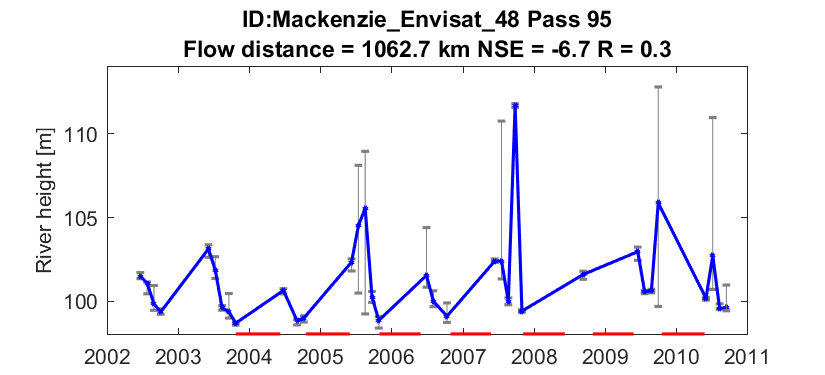 ID:Mackenzie_Envisat_48 Pass 95
Flow distance = 1062.7 km NSE = -6.7 R = 0.3
River height [m]
110
105
100
2002 2003 2004 2005 2006 2007 2008 2009 2010 2011